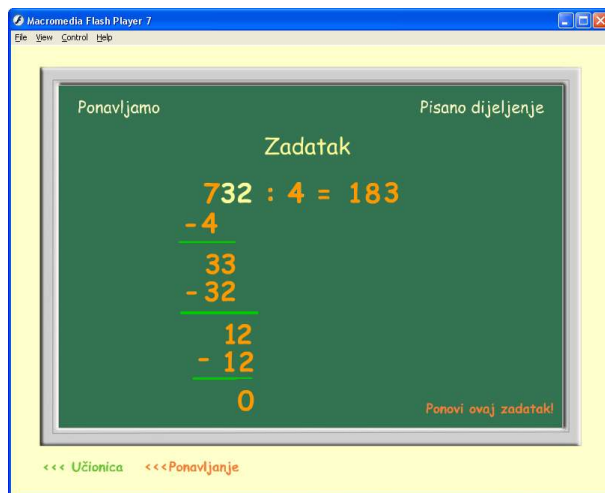 Macromedia Flash Player 7
File View Control Help
Ponavljamo Pisano dijeljenje
Zadatak
732 : 4 = 183
-4
33
-32
12
- 12
0
Ponovi ovaj zadatak!
<<< Učionica <<<Ponavljanje